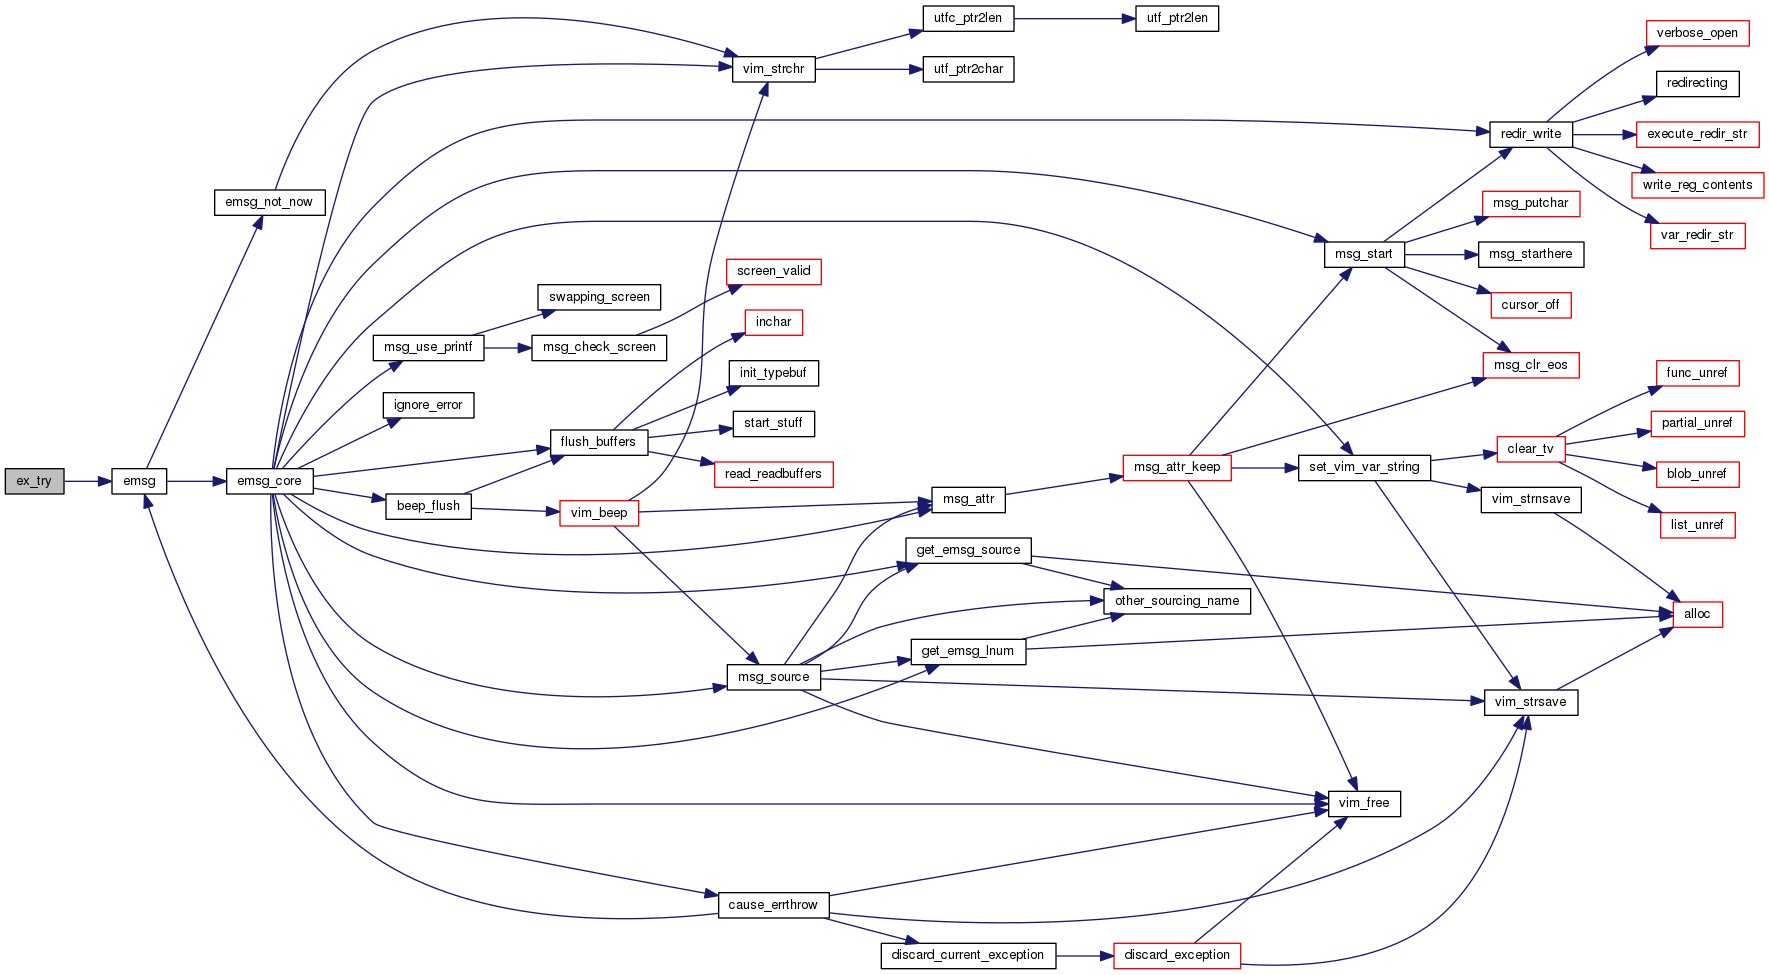 ex_try
emsg
emsg_not_now
emsg_core
msg_use_printf
ignore_error
beep_flush
swapping_screen
msg_check_screen
flush_buffers
vim_beep
vim_strchr
screen_valid
inchar
init_typebuf
start_stuff
read_readbuffers
msg_source
cause_errthrow
utfc_ptr2len
utf_ptr2char
msg_attr
get_emsg_source
get_emsg_lnum
discard_current_exception
utf_ptr2len
msg_attr_keep
other_sourcing_name
discard_exception
msg_start
set_vim_var_string
vim_free
redir_write
msg_putchar
msg_starthere
cursor_off
msg_clr_eos
clear_tv
vim_strnsave
vim_strsave
verbose_open
redirecting
execute_redir_str
write_reg_contents
var_redir_str
func_unref
partial_unref
blob_unref
list_unref
alloc